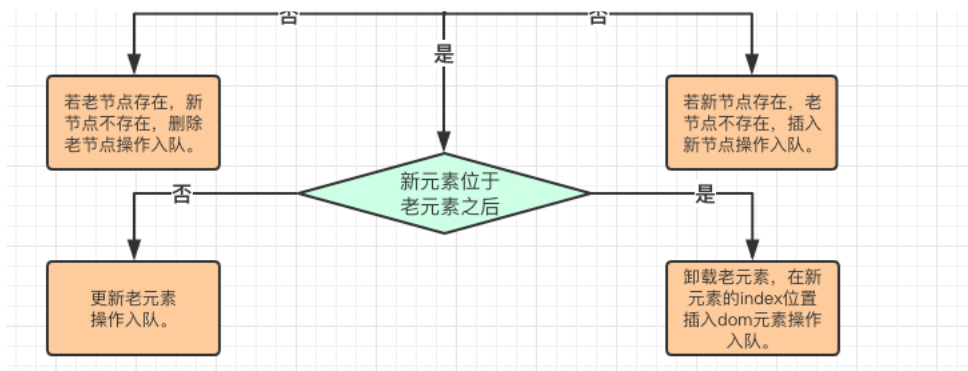 否
否
是
若老节点存在，新
节点不存在，删除
老节点操作入队。
若新节点存在，老
节点不存在，插入
新节点操作入队。
新元素位于
老元素之后
否
是
更新老元素
操作入队。
卸载老元素，在新
元素的index位置
插入dom元素操作
入队。